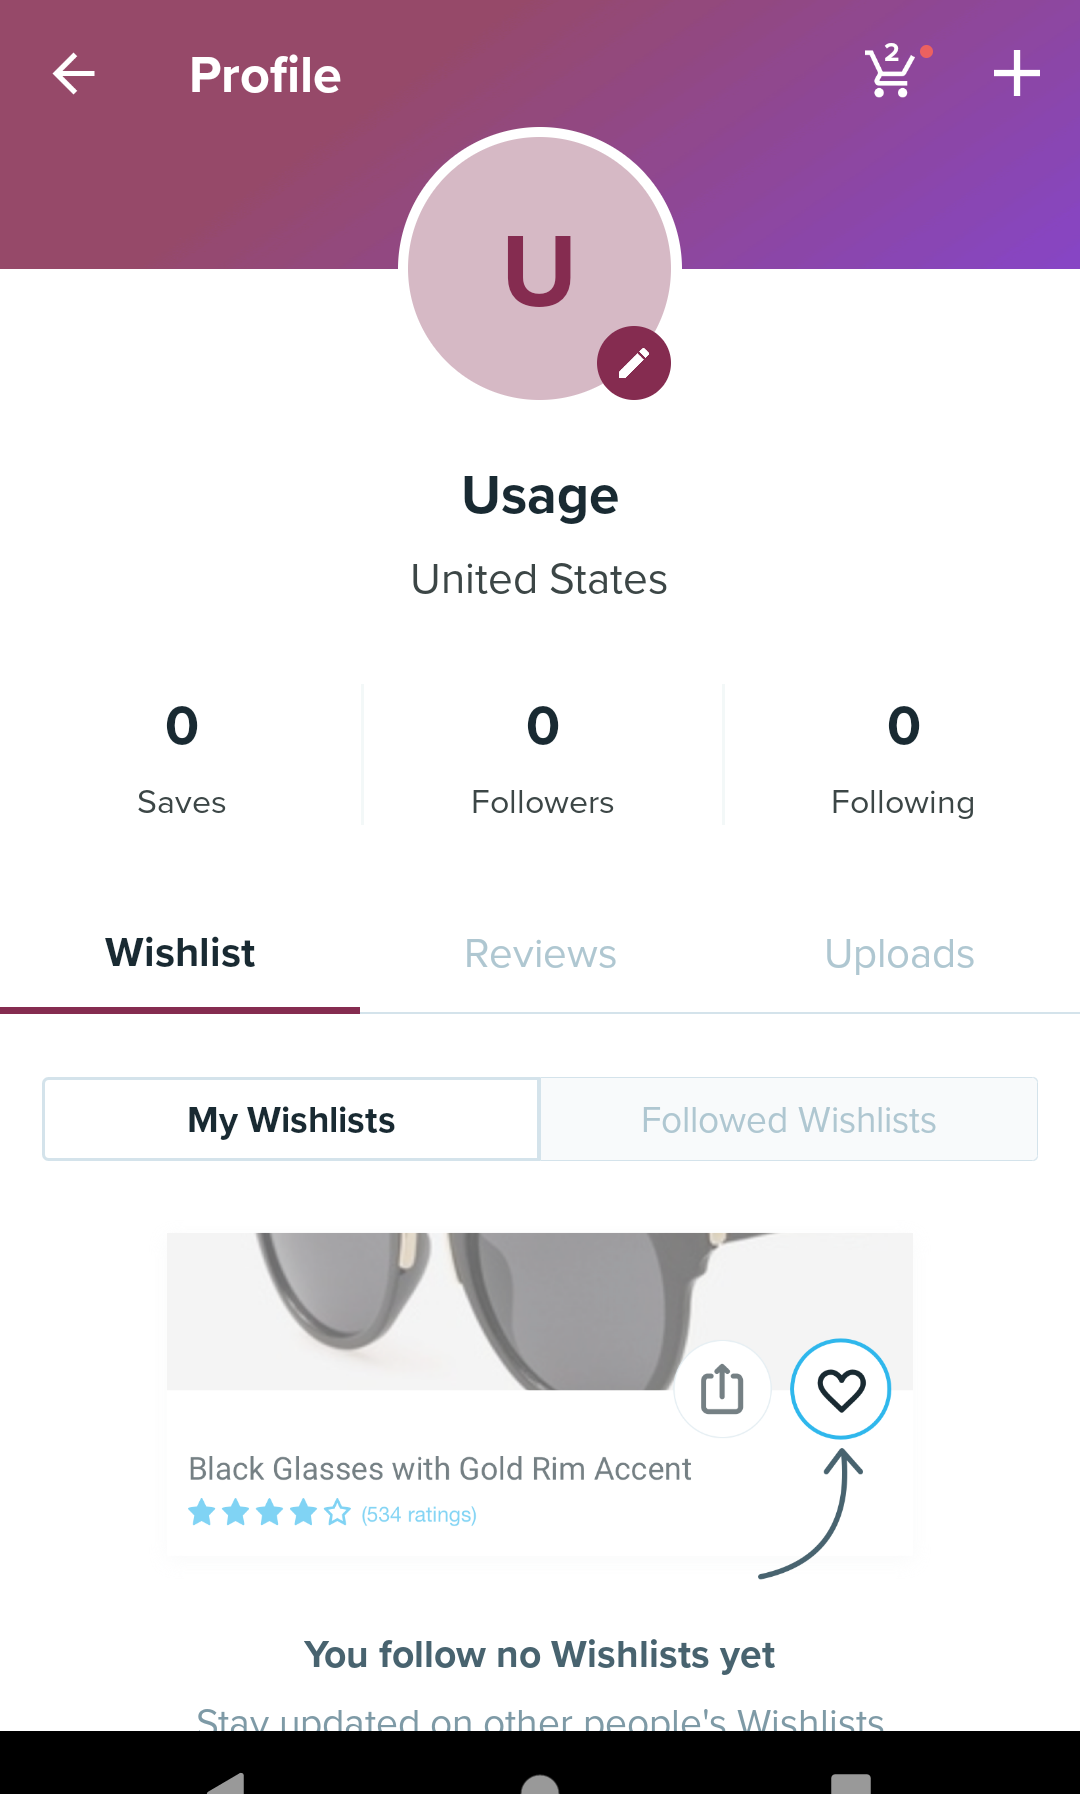 Profile
2
U
Usage
United States
0
Saves
0
Followers
0
Following
Wishlist
Reviews
Uploads
My Wishlists
Followed Wishlists
Black Glasses with Gold Rim Accent
(534 ratings)
You follow no Wishlists yet
Stay updated on other people's Wishlists